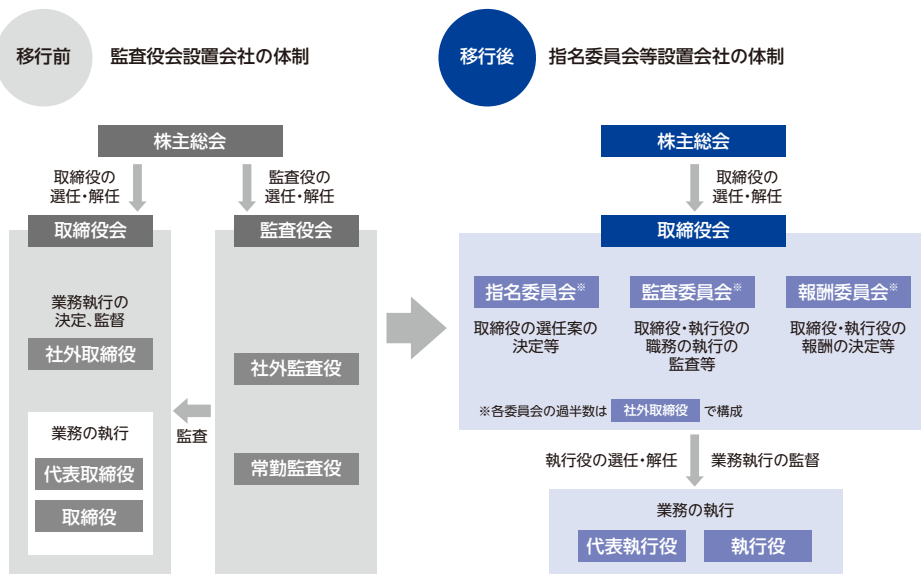 移行前
監査役会設置会社の体制
株主総会
取締役の
選任・解任
監査役の
選任・解任
取締役会
監査役会
業務執行の
決定、監督
社外取締役
社外監査役
監査
業務の執行
代表取締役
取締役
常勤監査役
移行後
指名委員会等設置会社の体制
株主総会
取締役の
選任・解任
取締役会
指名委員会※
取締役の選任案の
決定等
監査委員会※
取締役・執行役の
職務の執行の
監査等
報酬委員会※
取締役・執行役の
報酬の決定等
※各委員会の過半数は 社外取締役 で構成
執行役の選任・解任
業務執行の監督
業務の執行
代表執行役
執行役